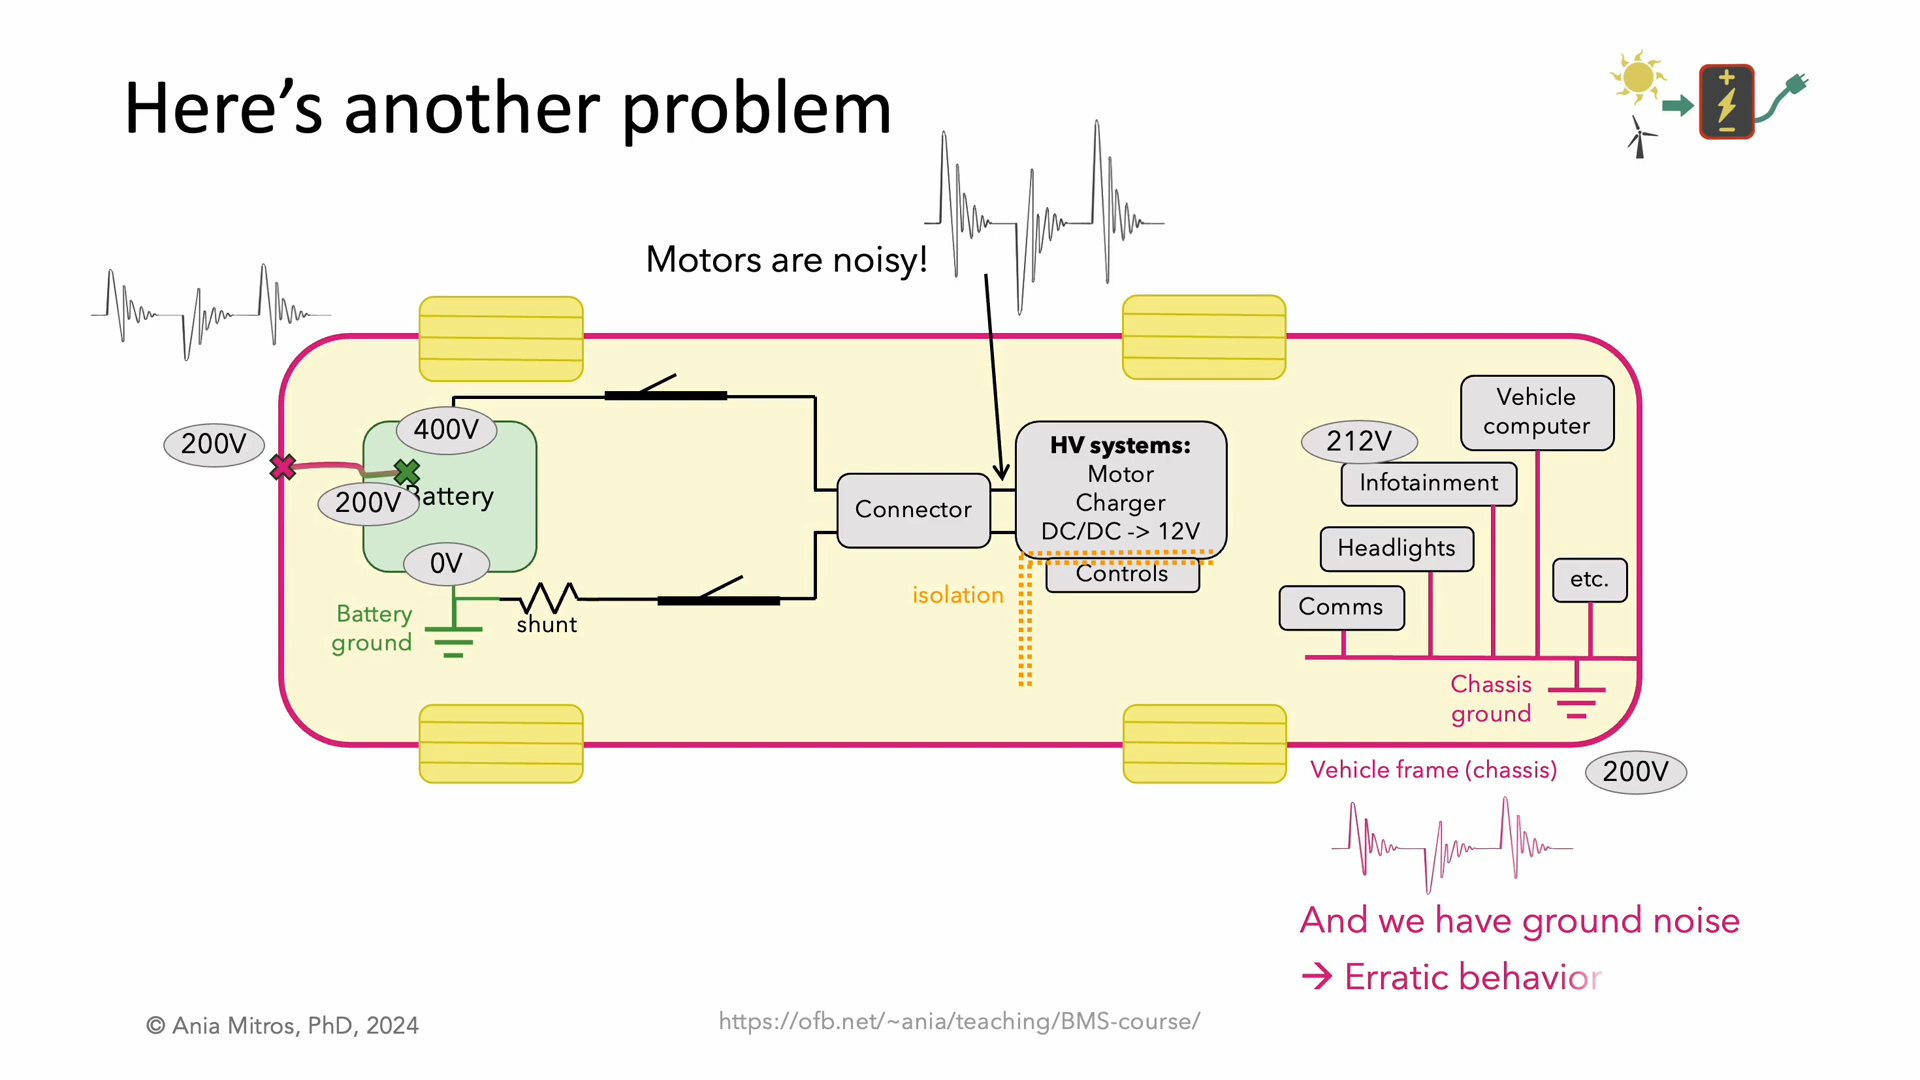 Here's another problem
Motors are noisy!
400V
200V
200V
Battery
0V
Battery
ground
shunt
Connector
HV systems:
Motor
Charger
DC/DC -> 12V
Controls
isolation
212V
Vehicle
computer
Infotainment
Headlights
etc.
Comms
Chassis
ground
Vehicle frame (chassis)
200V
And we have ground noise
→ Erratic behavior
© Ania Mitros, PhD, 2024
https://ofb.net/~ania/teaching/BMS-course/